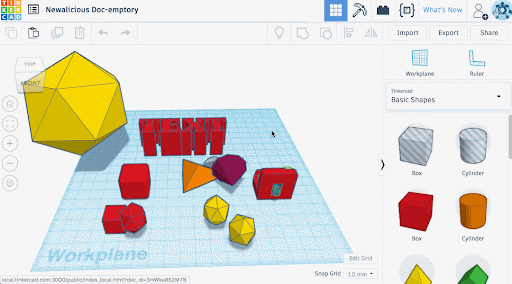 TIN
KER
CAD
Newalicious Doc-emptory
What's New
Import
Export
Share
TOP
FRONT
TEXT
Workplane
Ruler
Tinkercad
Basic Shapes
Box
Cylinder
Box
Cylinder
Workplane
Edit Grid
Snap Grid
1.0 mm
local.tinkercad.com:3000/public/index_local.html?doc_id=3mWka8S2M7B